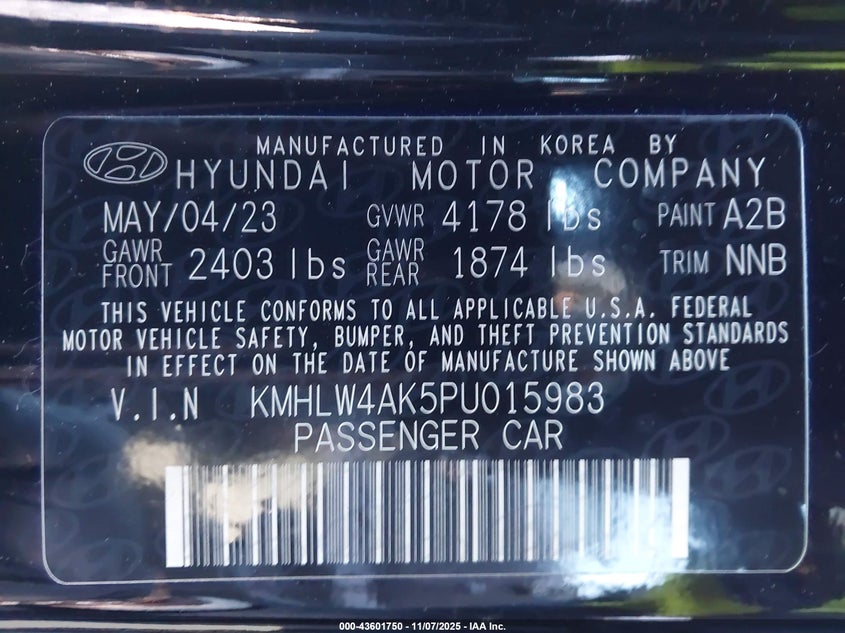 MANUFACTURED IN KOREA BY
HYUNDAI MOTOR COMPANY
MAY/04/23 GVWR 4178 lbs PAINT A2B
GAWR FRONT 2403 lbs GAWR REAR 1874 lbs TRIM NNB
THIS VEHICLE CONFORMS TO ALL APPLICABLE U.S.A. FEDERAL
MOTOR VEHICLE SAFETY, BUMPER, AND THEFT PREVENTION STANDARDS
IN EFFECT ON THE DATE OF MANUFACTURE SHOWN ABOVE
V.I.N KMHLW4AK5PU015983
PASSENGER CAR
000-43601750 - 11/07/2025 - IAA Inc.